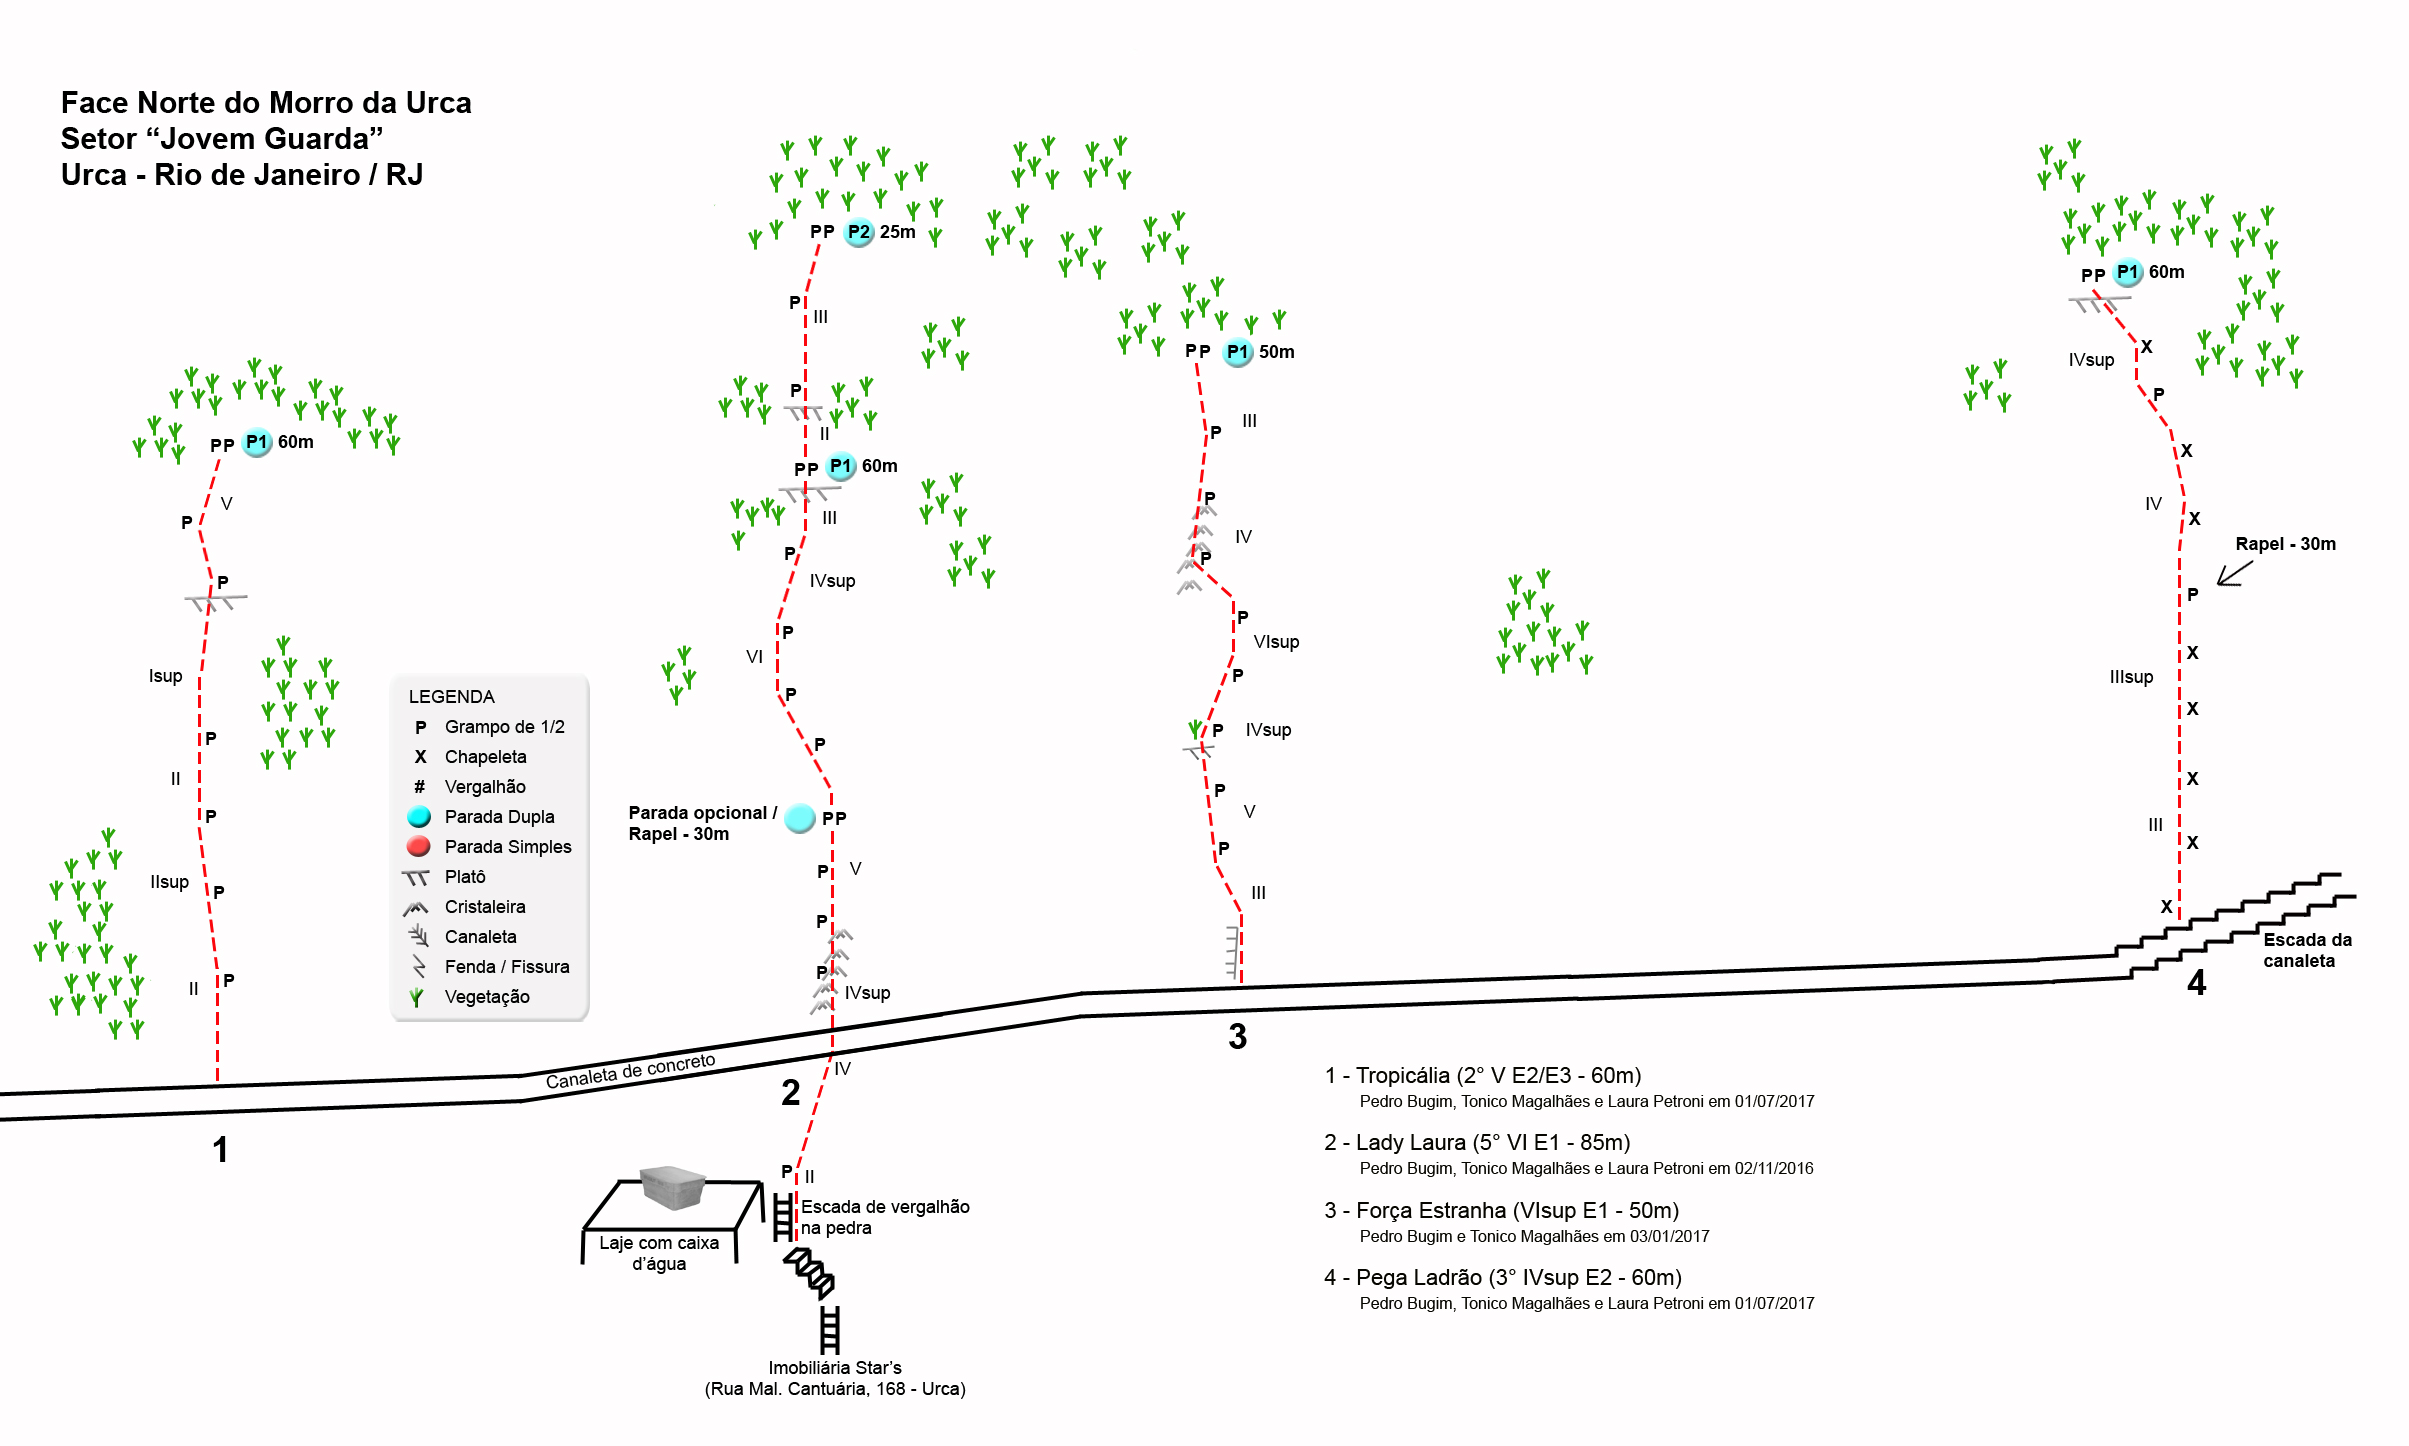 Face Norte do Morro da Urca
Setor “Jovem Guarda”
Urca - Rio de Janeiro / RJ
PP P1 60m
V
P
P
Isup
P
II
P
IIsup
P
II
P
1
LEGENDA
P Grampo de 1/2
X Chapeleta
# Vergalhão
Parada Dupla
Parada Simples
Platô
Cristaleira
Canaleta
Fenda / Fissura
Vegetação
PP P2 25m
P
III
P
II
PP P1 60m
III
P
IVsup
P
VI
P
P
Parada opcional /
Rapel - 30m
PP
P
V
P
P
IVsup
Canaleta de concreto
IV
2
P
II
Escada de vergalhão
na pedra
Laje com caixa
d’água
Imobiliária Star’s
(Rua Mal. Cantuária, 168 - Urca)
PP P1 50m
III
P
P
IV
P
P
VIsup
P
P
IVsup
P
V
P
III
3
PP P1 60m
X
IVsup
P
X
IV
X
Rapel - 30m
P
X
IIIsup
X
X
III
X
X
Escada da
canaleta
4
1 - Tropicália (2° V E2/E3 - 60m)
Pedro Bugim, Tonico Magalhães e Laura Petroni em 01/07/2017
2 - Lady Laura (5° VI E1 - 85m)
Pedro Bugim, Tonico Magalhães e Laura Petroni em 02/11/2016
3 - Força Estranha (VIsup E1 - 50m)
Pedro Bugim e Tonico Magalhães em 03/01/2017
4 - Pega Ladrão (3° IVsup E2 - 60m)
Pedro Bugim, Tonico Magalhães e Laura Petroni em 01/07/2017